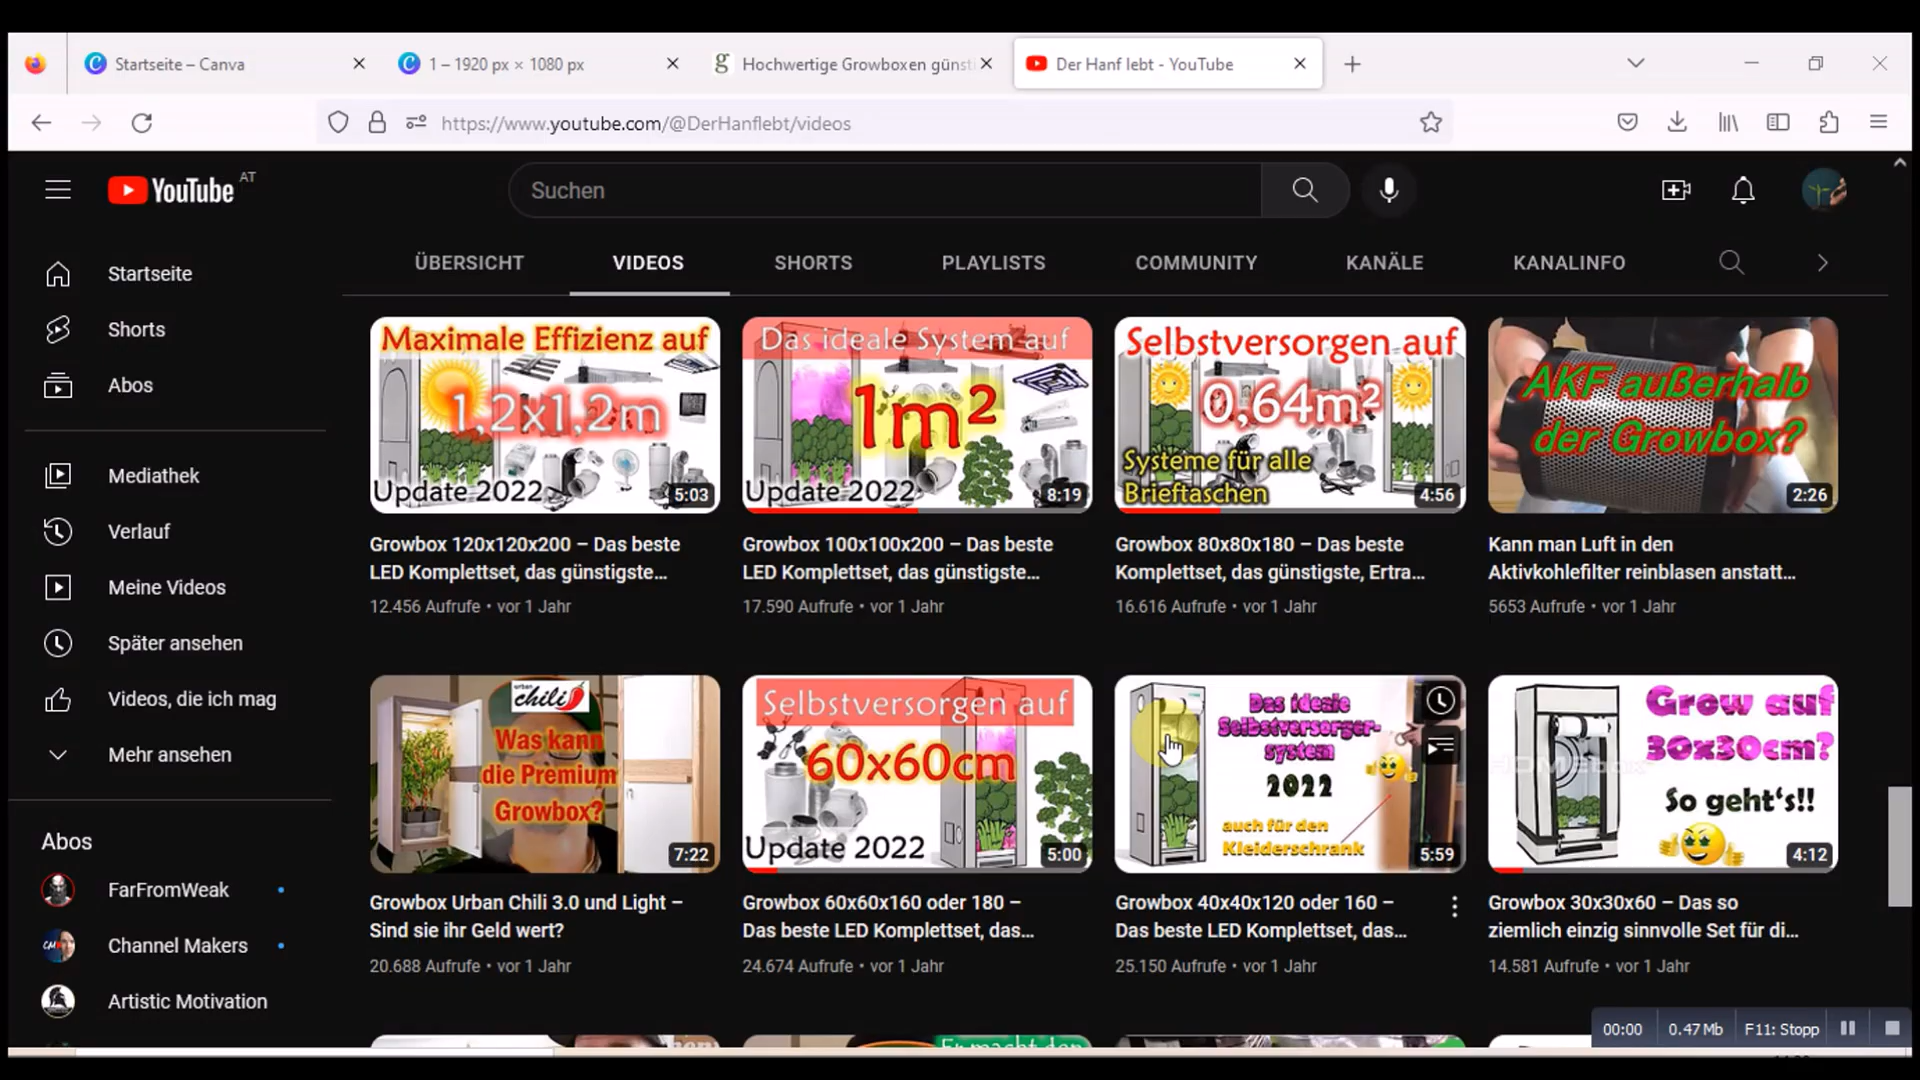 Startseite – Canva
1 – 1920 px × 1080 px
Hochwertige Growboxen günsti
Der Hanf lebt - YouTube
https://www.youtube.com/@DerHanflebt/videos
YouTube AT
Suchen
Startseite
Shorts
Abos
Mediathek
Verlauf
Meine Videos
Später ansehen
Videos, die ich mag
Mehr ansehen
Abos
FarFromWeak
Channel Makers
Artistic Motivation
ÜBERSICHT
VIDEOS
SHORTS
PLAYLISTS
COMMUNITY
KANÄLE
KANALINFO
Maximale Effizienz auf
1,2x1,2m
Update 2022
5:03
Growbox 120x120x200 – Das beste
LED Komplettset, das günstigste...
12.456 Aufrufe • vor 1 Jahr
Das ideale System auf
1m²
Update 2022
8:19
Growbox 100x100x200 – Das beste
LED Komplettset, das günstigste...
17.590 Aufrufe • vor 1 Jahr
Selbstversorgen auf
0,64m²
Systeme für alle
Brieftaschen
4:56
Growbox 80x80x180 – Das beste
Komplettset, das günstigste, Ertra...
16.616 Aufrufe • vor 1 Jahr
AKF außerhalb
der Growbox?
2:26
Kann man Luft in den
Aktivkohlefilter reinblasen anstatt...
5653 Aufrufe • vor 1 Jahr
urban
chili
Was kann
die Premium
Growbox?
7:22
Growbox Urban Chili 3.0 und Light –
Sind sie ihr Geld wert?
20.688 Aufrufe • vor 1 Jahr
Selbstversorgen auf
60x60cm
Update 2022
5:00
Growbox 60x60x160 oder 180 –
Das beste LED Komplettset, das...
24.674 Aufrufe • vor 1 Jahr
Das ideale
Selbstversorger-
system
2022
auch für den
Kleiderschrank
5:59
Growbox 40x40x120 oder 160 –
Das beste LED Komplettset, das...
25.150 Aufrufe • vor 1 Jahr
Grow auf
30x30cm?
HOMEbox
So geht's!!
4:12
Growbox 30x30x60 – Das so
ziemlich einzig sinnvolle Set für di...
14.581 Aufrufe • vor 1 Jahr
Er macht den
00:00
0.47 Mb
F11: Stopp